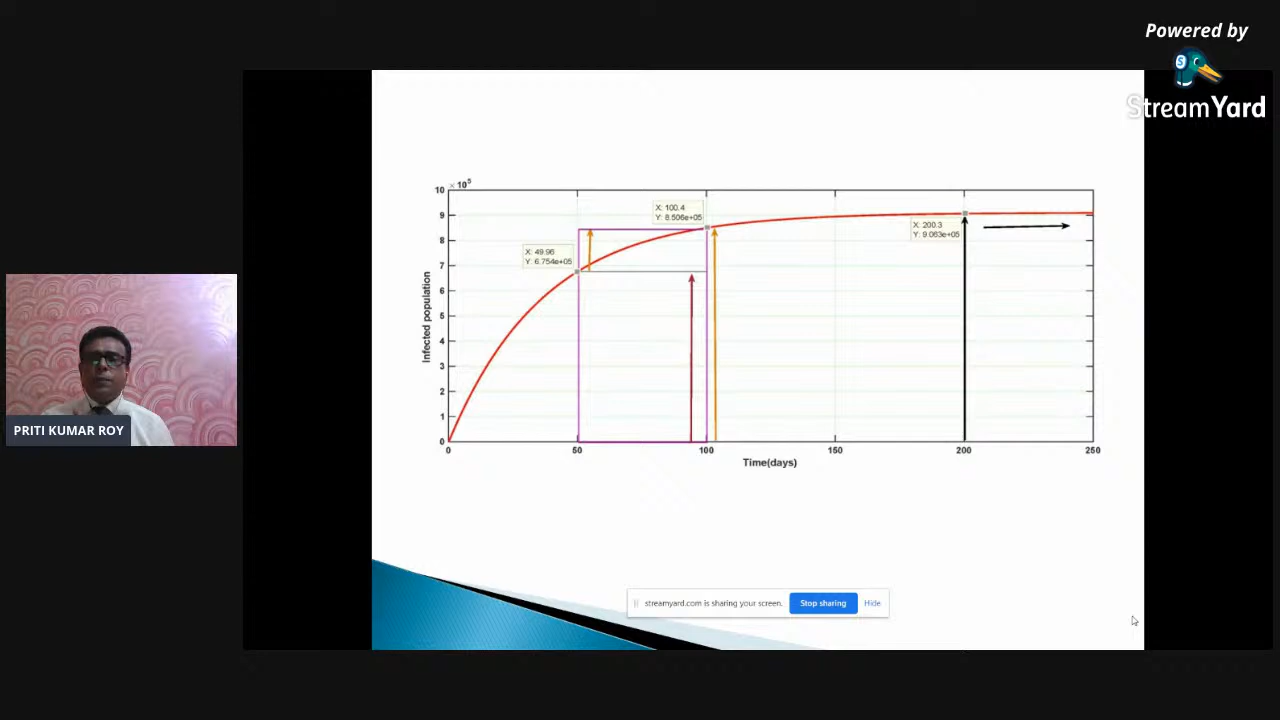 Powered by
StreamYard
× 10⁵
10
9
8
7
6
5
4
3
2
1
0
Infected population
X: 49.96
Y: 6.754e+05
X: 100.4
Y: 8.506e+05
X: 200.3
Y: 9.063e+05
0 50 100 150 200 250
Time(days)
PRITI KUMAR ROY
streamyard.com is sharing your screen. Stop sharing Hide